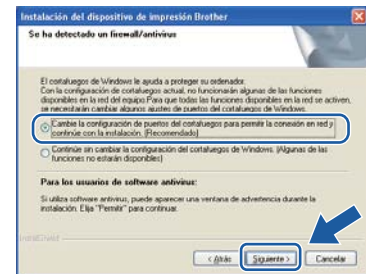 Instalación del dispositivo de impresión Brother
Se ha detectado un firewall/antivirus
El cortafuegos de Windows le ayuda a proteger su ordenador.
Con la configuración de cortafuegos actual, no funcionarán algunas de las funciones
disponibles en la red del equipo.Para que todas las funciones disponibles en la red se activen,
se necesitarán cambiar algunos ajustes de puertos del cortafuegos de Windows.
Cambie la configuración de puertos del cortafuegos para permitir la conexión en red y
continúe con la instalación. (Recomendado)
Continúe sin cambiar la configuración del cortafuegos de Windows. (Algunas de las
funciones no estarán disponibles)
Para los usuarios de software antivirus:
Si utiliza software antivirus, puede aparecer una ventana de advertencia durante la
instalación. Elija "Permitir" para continuar.
InstallShield
< Atrás
Siguiente >
Cancelar